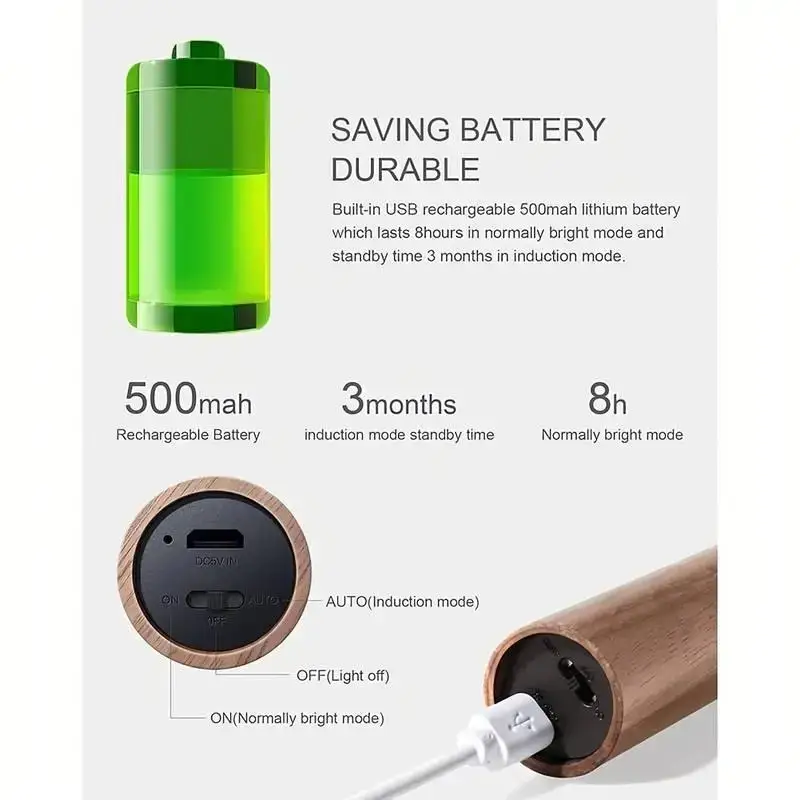 SAVING BATTERY
DURABLE
Built-in USB rechargeable 500mah lithium battery
which lasts 8hours in normally bright mode and
standby time 3 months in induction mode.
500mah
3months
8h
Rechargeable Battery
induction mode standby time
Normally bright mode
DC5V IN
ON
AUTO
OFF
AUTO(Induction mode)
OFF(Light off)
ON(Normally bright mode)